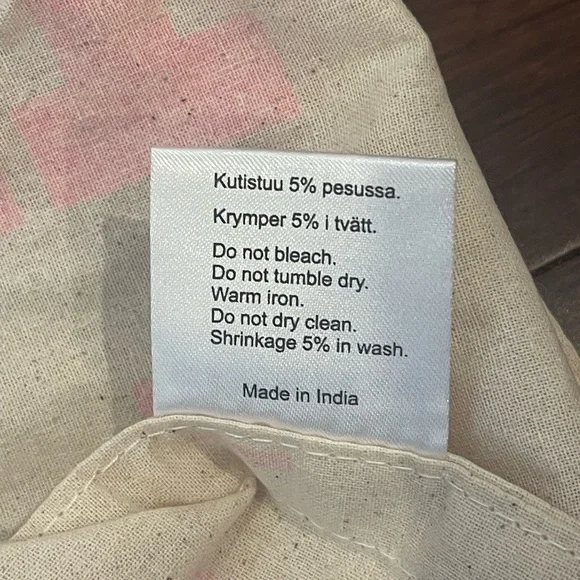 Kutistuu 5% pesussa.
Krymper 5% i tvätt.
Do not bleach.
Do not tumble dry.
Warm iron.
Do not dry clean.
Shrinkage 5% in wash.
Made in India